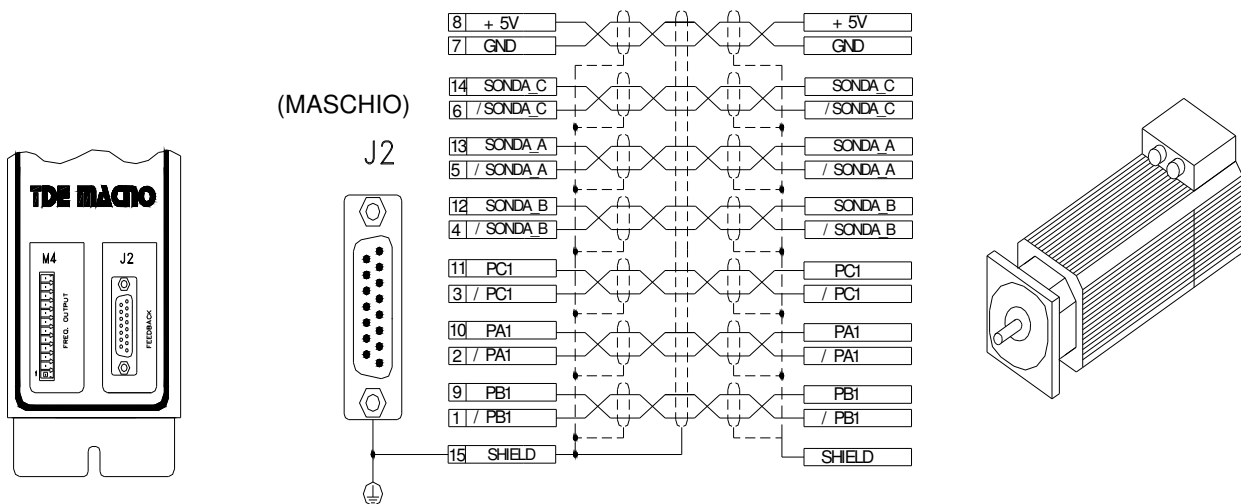 TDE MACNO
M4
J2
FREQ. OUTPUT
FEEDBACK
1
(MASCHIO)
J2
8 + 5V + 5V
7 GND GND
14 SONDA_C SONDA_C
6 / SONDA_C / SONDA_C
13 SONDA_A SONDA_A
5 / SONDA_A / SONDA_A
12 SONDA_B SONDA_B
4 / SONDA_B / SONDA_B
11 PC1 PC1
3 / PC1 / PC1
10 PA1 PA1
2 / PA1 / PA1
9 PB1 PB1
1 / PB1 / PB1
15 SHIELD SHIELD